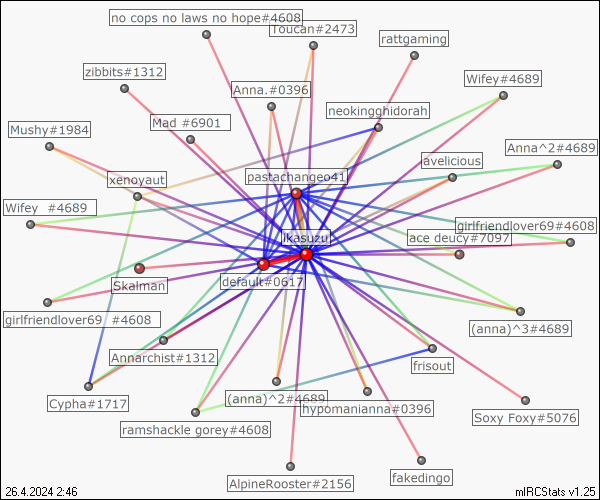 no cops no laws no hope#4608
Toucan#2473
rattgaming
zibbits#1312
Wifey#4689
Anna.#0396
neokingghidorah
Mushy#1984
Mad #6901
Anna^2#4689
avelicious
xenoyaut
pastachangeo41
Wifey #4689
girlfriendlover69#4608
ikasuzu
ace deucy#7097
Skalman
default#0617
girlfriendlover69 #4608
(anna)^3#4689
Annarchist#1312
frisout
Cypha#1717
(anna)^2#4689
hypomanianna#0396
Soxy Foxy#5076
ramshackle gorey#4608
AlpineRooster#2156
fakedingo
26.4.2024 2:46
mIRCStats v1.25